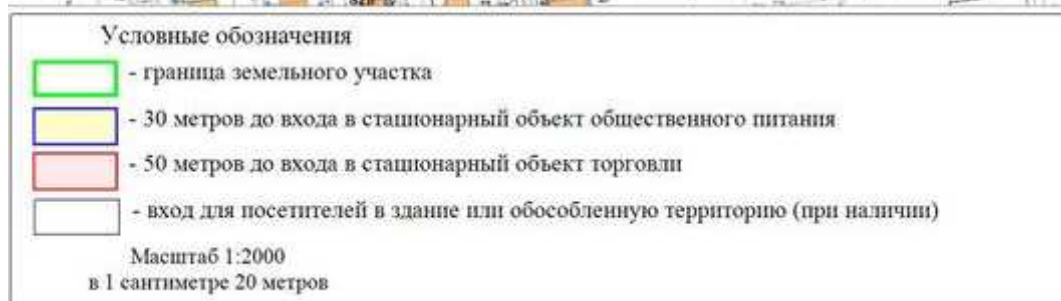 Условные обозначения
- граница земельного участка
- 30 метров до входа в стационарный объект общественного питания
- 50 метров до входа в стационарный объект торговли
- вход для посетителей в здание или обособленную территорию (при наличии)
Масштаб 1:2000
в 1 сантиметре 20 метров